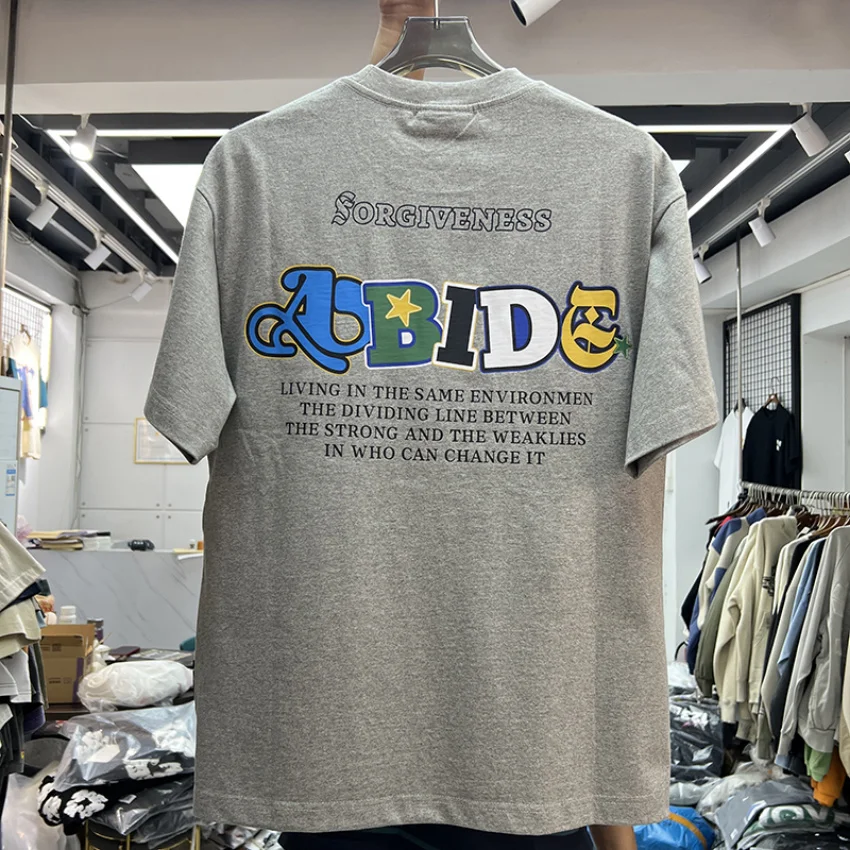 FORGIVENESS
ABIDE
LIVING IN THE SAME ENVIRONMEN
THE DIVIDING LINE BETWEEN
THE STRONG AND THE WEAKLIES
IN WHO CAN CHANGE IT